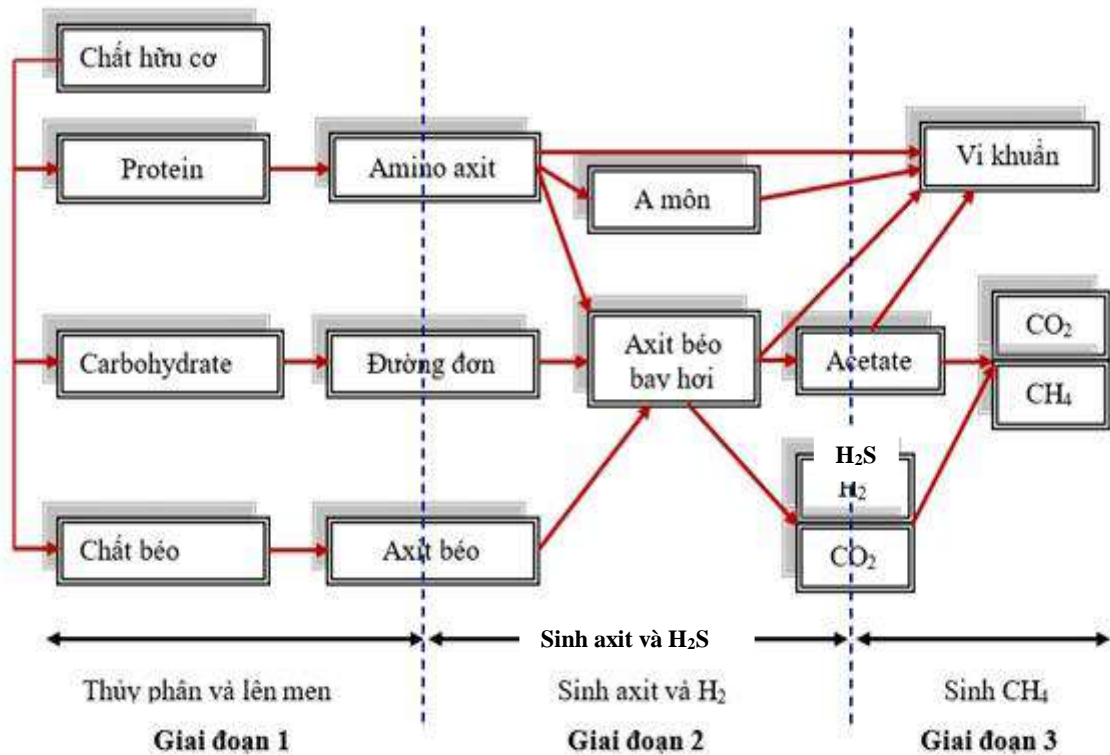 Chất hữu cơ
Protein
Amino axit
A môn
Vi khuẩn
Carbohydrate
Đường đơn
Axit béo
bay hơi
Acetate
CO₂
CH₄
H₂S
H₂
CO₂
Chất béo
Axit béo
Sinh axit và H₂S
Thủy phân và lên men
Sinh axit và H₂
Sinh CH₄
Giai đoạn 1
Giai đoạn 2
Giai đoạn 3